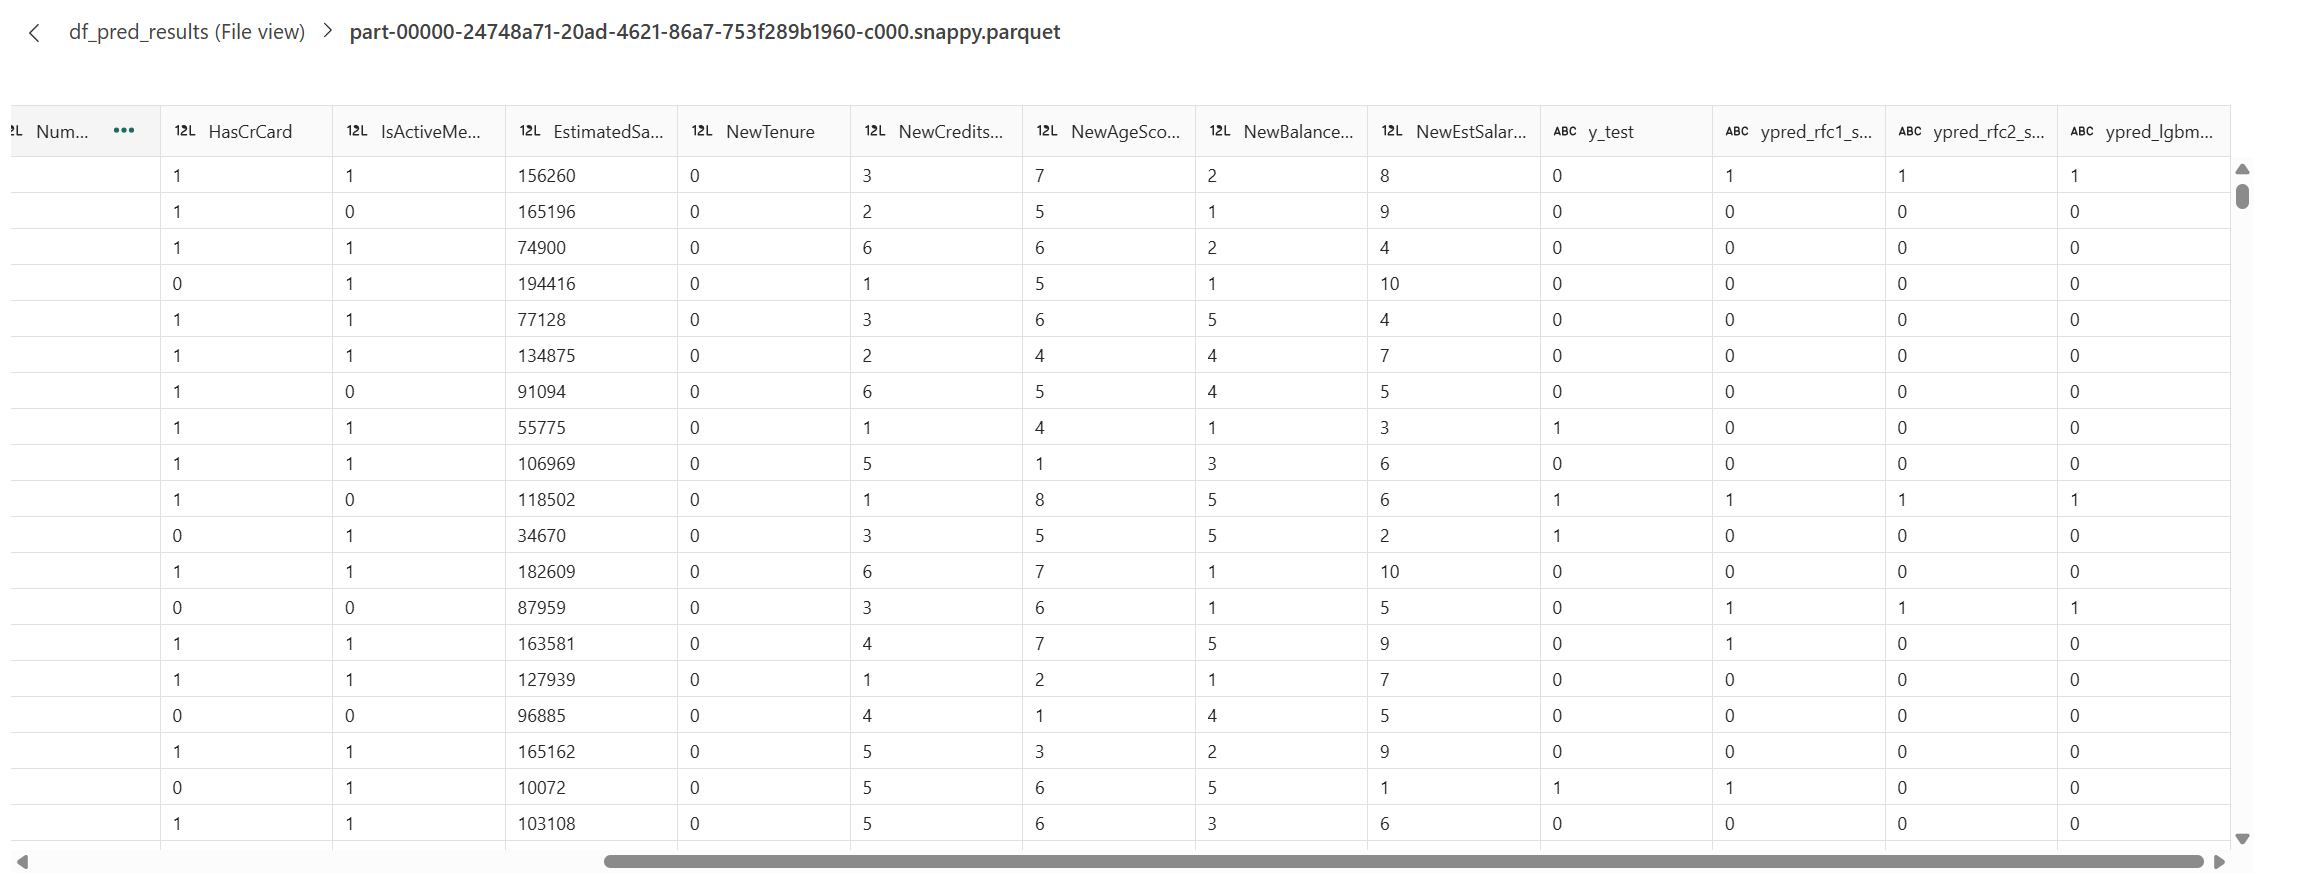 df_pred_results (File view) > part-00000-24748a71-20ad-4621-86a7-753f289b1960-c000.snappy.parquet
12L Num... ••• 12L HasCrCard 12L IsActiveMe... 12L EstimatedSa... 12L NewTenure 12L NewCredits... 12L NewAgeSco... 12L NewBalance... 12L NewEstSalar... ABC y_test ABC ypred_rfc1_s... ABC ypred_rfc2_s... ABC ypred_lgbm...
1 1 156260 0 3 7 2 8 0 1 1 1
1 0 165196 0 2 5 1 9 0 0 0 0
1 1 74900 0 6 6 2 4 0 0 0 0
0 1 194416 0 1 5 1 10 0 0 0 0
1 1 77128 0 3 6 5 4 0 0 0 0
1 1 134875 0 2 4 4 7 0 0 0 0
1 0 91094 0 6 5 4 5 0 0 0 0
1 1 55775 0 1 4 1 3 1 0 0 0
1 1 106969 0 5 1 3 6 0 0 0 0
1 0 118502 0 1 8 5 6 1 1 1 1
0 1 34670 0 3 5 5 2 1 0 0 0
1 1 182609 0 6 7 1 10 0 0 0 0
0 0 87959 0 3 6 1 5 0 1 1 1
1 1 163581 0 4 7 5 9 0 1 0 0
1 1 127939 0 1 2 1 7 0 0 0 0
0 0 96885 0 4 1 4 5 0 0 0 0
1 1 165162 0 5 3 2 9 0 0 0 0
0 1 10072 0 5 6 5 1 1 1 0 0
1 1 103108 0 5 6 3 6 0 0 0 0